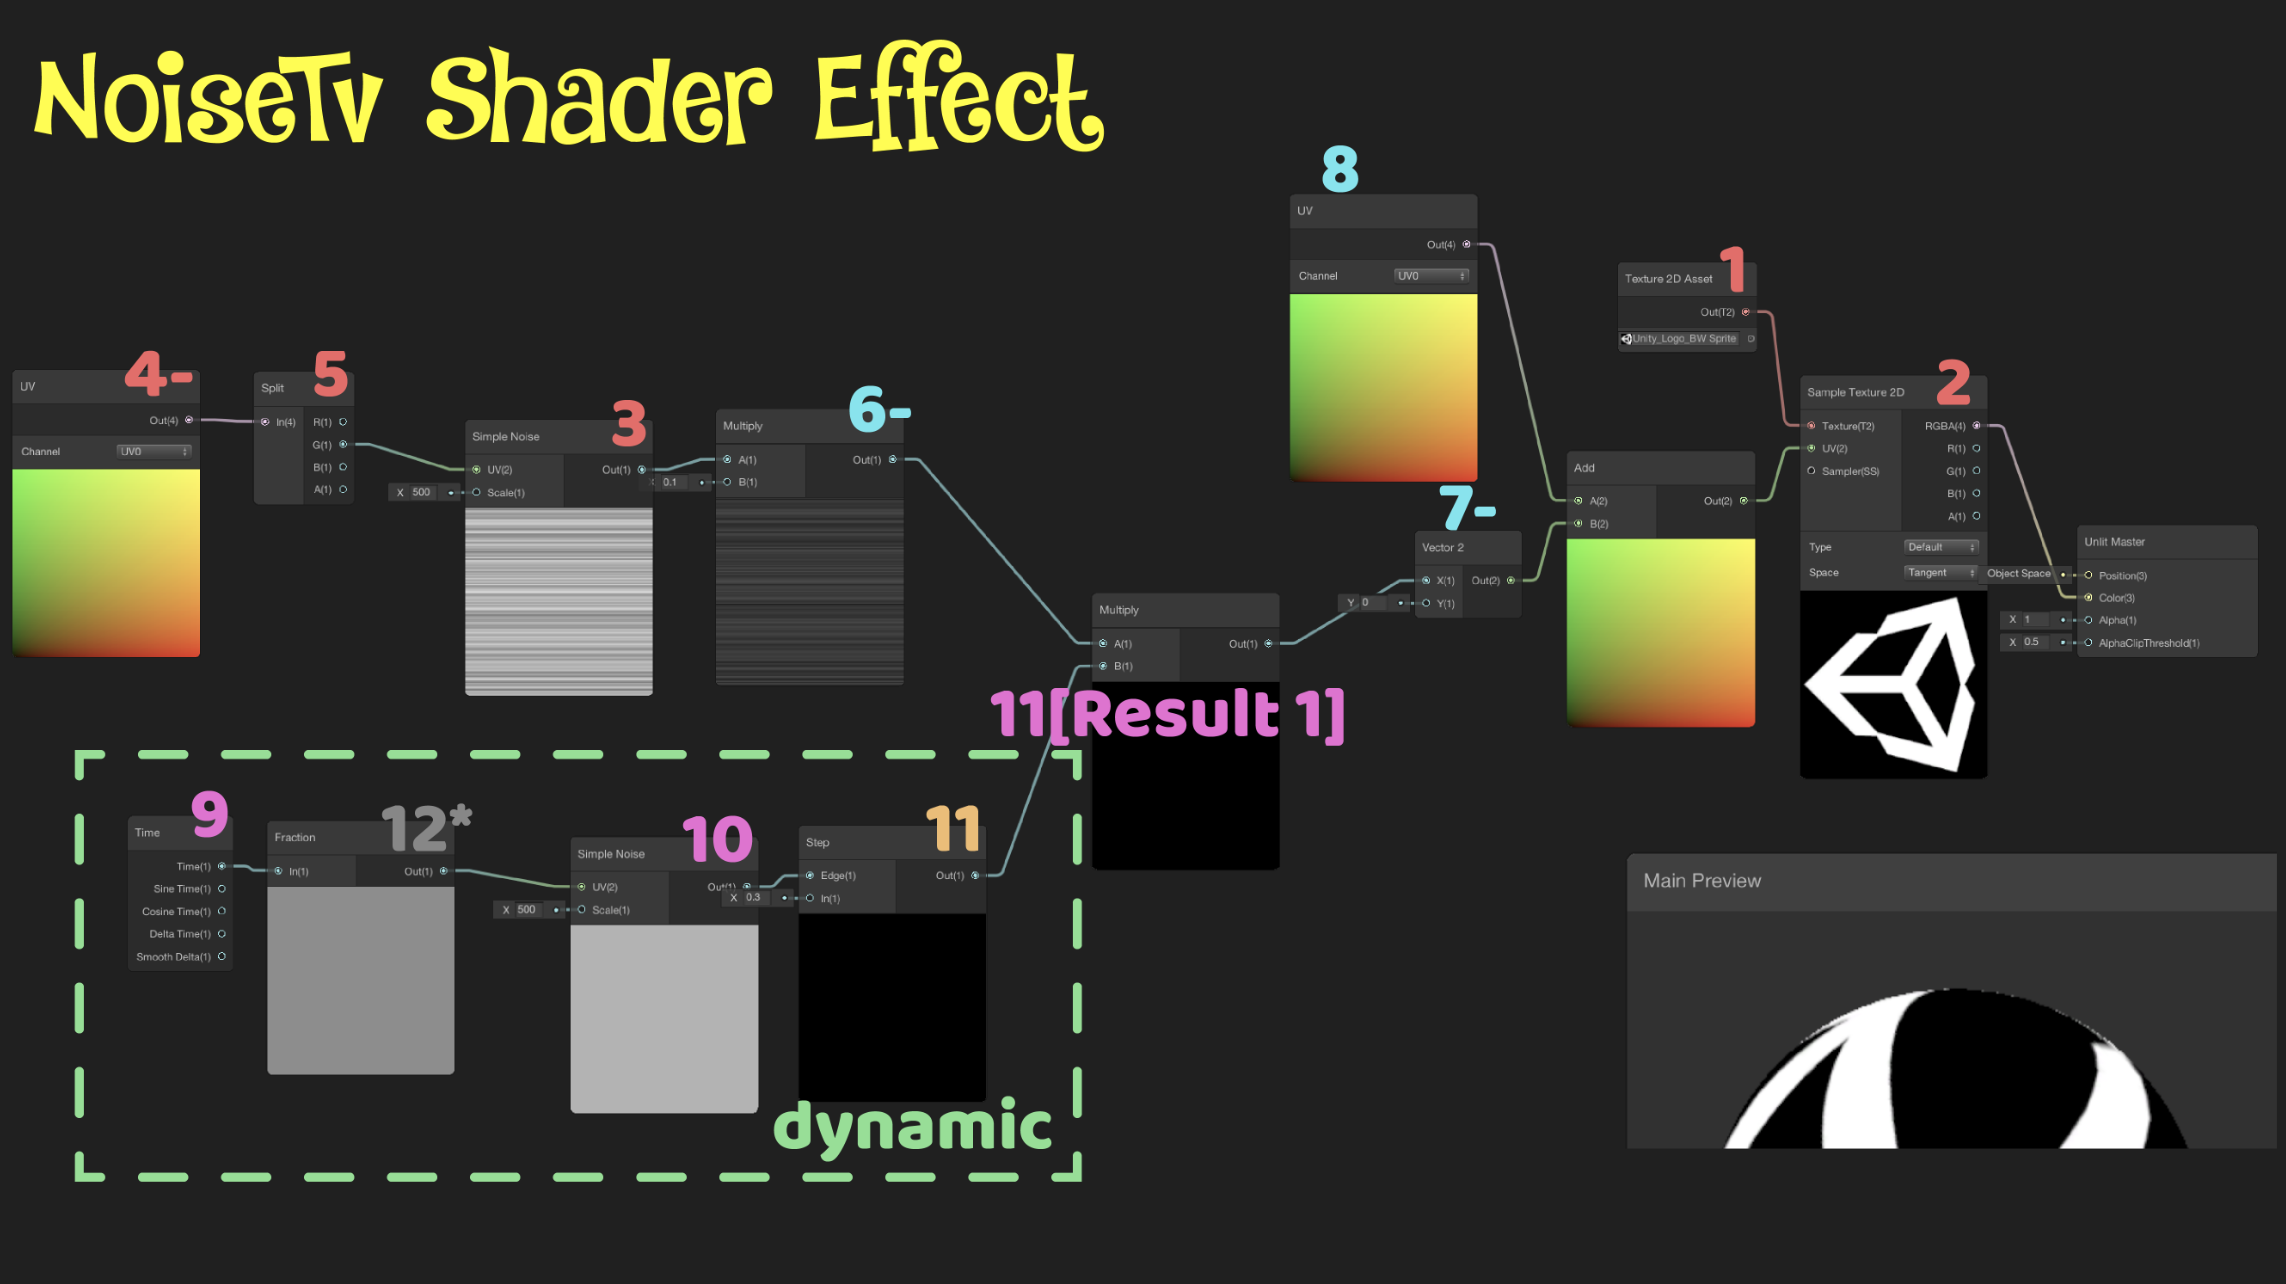 NoiseTv Shader Effect
8
UV
Out(4)
Channel UV0
1
Texture 2D Asset
Out(T2)
Unity_Logo_BW Sprite
4-
UV
Out(4)
Channel UV0
5
Split
In(4) R(1)
G(1)
B(1)
A(1)
3
Simple Noise
UV(2) Out(1)
X 500 Scale(1)
6-
Multiply
A(1) Out(1)
X 0.1 B(1)
2
Sample Texture 2D
Texture(T2) RGBA(4)
UV(2) R(1)
Sampler(SS) G(1)
B(1)
A(1)
Type Default
Space Tangent
7-
Vector 2
X(1) Out(2)
Y 0 Y(1)
Add
A(2) Out(2)
B(2)
Unlit Master
Object Space Position(3)
Color(3)
X 1 Alpha(1)
X 0.5 AlphaClipThreshold(1)
Multiply
A(1) Out(1)
B(1)
11[Result 1]
9
Time
Time(1)
Sine Time(1)
Cosine Time(1)
Delta Time(1)
Smooth Delta(1)
12*
Fraction
In(1) Out(1)
10
Simple Noise
UV(2) Out(1)
X 500 Scale(1)
11
Step
Edge(1) Out(1)
X 0.3 In(1)
dynamic
Main Preview